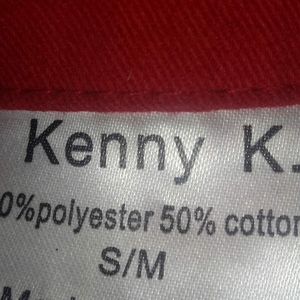 Kenny K.
0%polyester 50% cotton
S/M